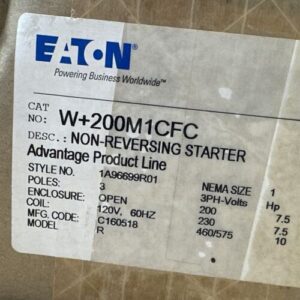 EATON
Powering Business Worldwide™
CAT
NO: W+200M1CFC
DESC.: NON-REVERSING STARTER
Advantage Product Line
STYLE NO. 1A96699R01
POLES: 3
ENCLOSURE: OPEN
COIL: 120V, 60HZ
MFG. CODE: C160518
MODEL R
NEMA SIZE 1
3PH-Volts Hp
200 7.5
230 7.5
460/575 10